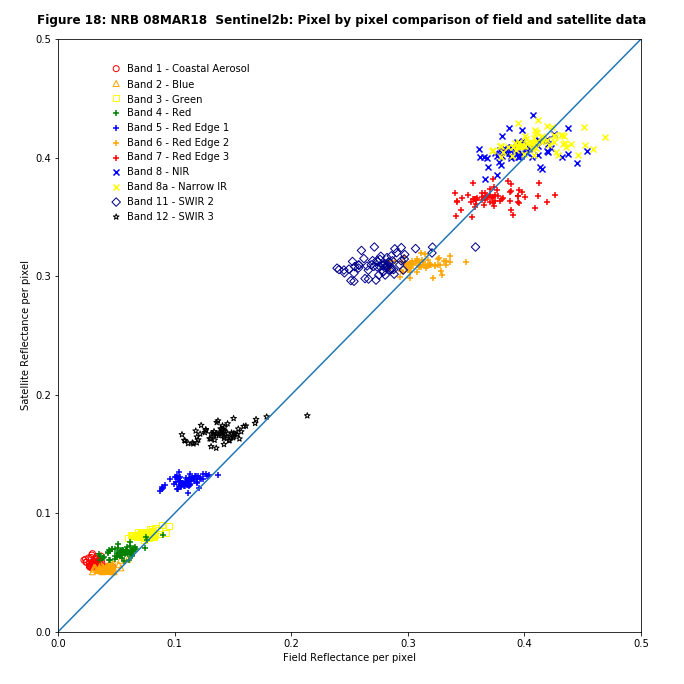 Figure 18: NRB 08MAR18  Sentinel2b: Pixel by pixel comparison of field and satellite data
0.5
Band 1 - Coastal Aerosol
Band 2 - Blue
Band 3 - Green
Band 4 - Red
Band 5 - Red Edge 1
Band 6 - Red Edge 2
Band 7 - Red Edge 3
Band 8 - NIR
Band 8a - Narrow IR
Band 11 - SWIR 2
Band 12 - SWIR 3
0.4
0.3
0.2
0.1
0.0
Satellite Reflectance per pixel
0.0 0.1 0.2 0.3 0.4 0.5
Field Reflectance per pixel